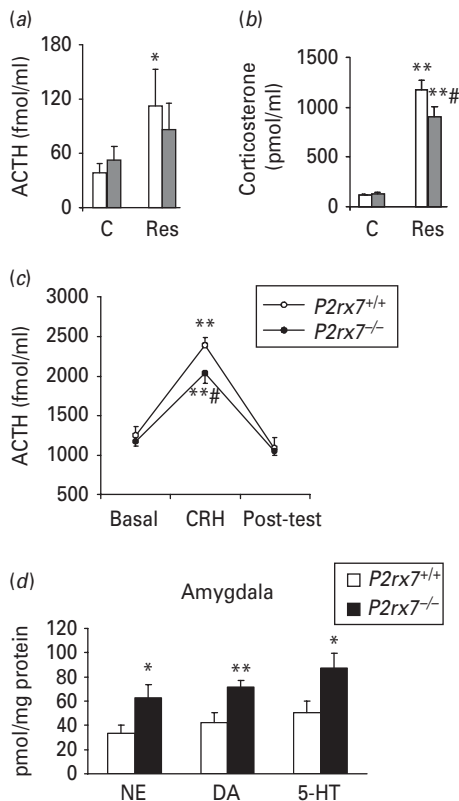 (a)
ACTH (fmol/ml)
180
120
60
0
*
C Res
(b)
Corticosterone
(pmol/ml)
1500
1000
500
0
**
**#
C Res
(c)
ACTH (fmol/ml)
3000
2500
2000
1500
1000
500
**
**#
Basal CRH Post-test
P2rx7+/+
P2rx7–/–
(d)
Amygdala
P2rx7+/+
P2rx7–/–
pmol/mg protein
120
100
80
60
40
20
0
* ** *
NE DA 5-HT